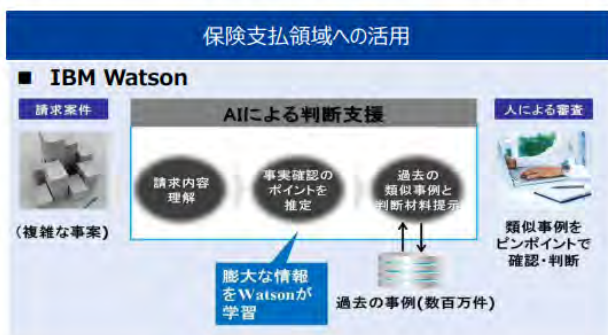 保険支払領域への活用
■ IBM Watson
請求案件
AIによる判断支援
人による審査
請求内容
理解
事実確認の
ポイントを
推定
過去の
類似事例と
判断材料提示
(複雑な事案)
類似事例を
ピンポイントで
確認・判断
膨大な情報
をWatsonが
学習
過去の事例(数百万件)